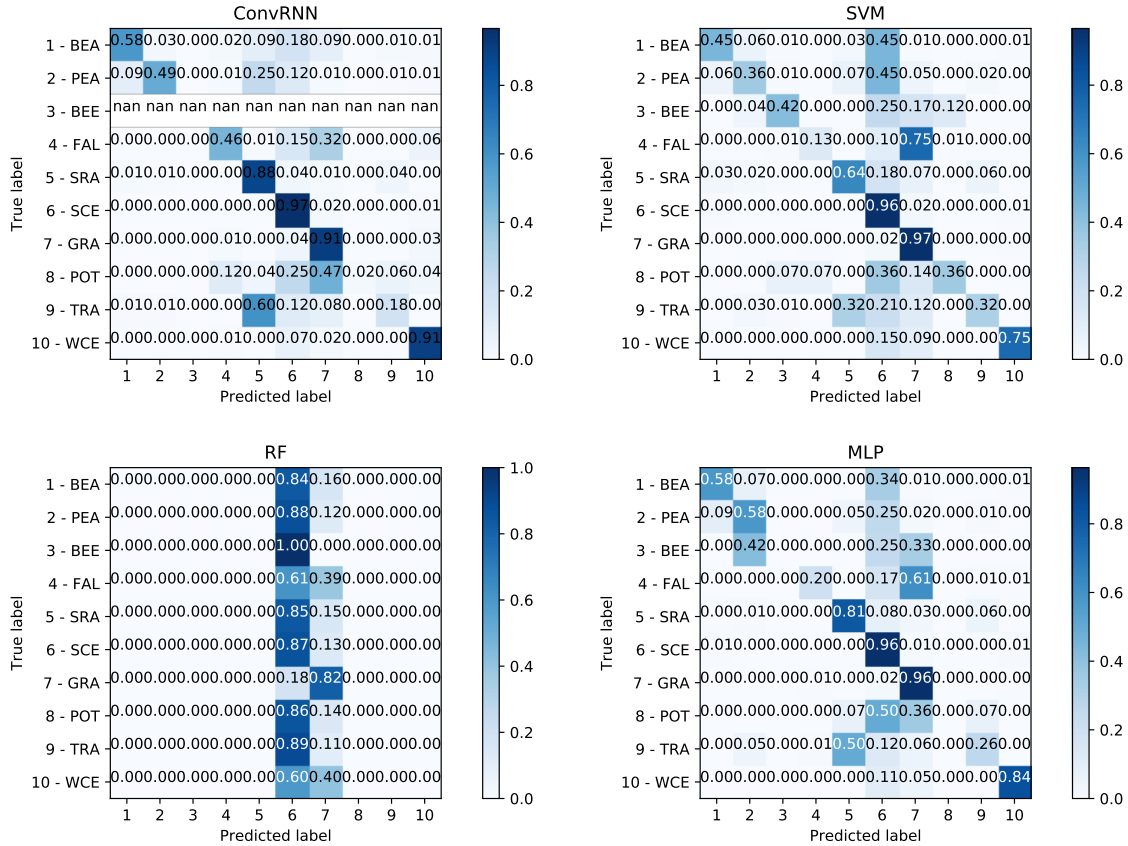 ConvRNN
True label
1 - BEA 0.58 0.03 0.00 0.02 0.09 0.18 0.09 0.00 0.01 0.01
2 - PEA 0.09 0.49 0.00 0.01 0.25 0.12 0.01 0.00 0.01 0.01
3 - BEE nan nan nan nan nan nan nan nan nan nan
4 - FAL 0.00 0.00 0.00 0.46 0.01 0.15 0.32 0.00 0.00 0.06
5 - SRA 0.01 0.01 0.00 0.00 0.88 0.04 0.01 0.00 0.04 0.00
6 - SCE 0.00 0.00 0.00 0.00 0.00 0.97 0.02 0.00 0.00 0.01
7 - GRA 0.00 0.00 0.00 0.01 0.00 0.04 0.91 0.00 0.00 0.03
8 - POT 0.00 0.00 0.00 0.12 0.04 0.25 0.47 0.02 0.06 0.04
9 - TRA 0.01 0.01 0.00 0.00 0.60 0.12 0.08 0.00 0.18 0.00
10 - WCE 0.00 0.00 0.00 0.00 0.00 0.07 0.02 0.00 0.00 0.91
1 2 3 4 5 6 7 8 9 10
Predicted label
0.8
0.6
0.4
0.2
0.0
SVM
True label
1 - BEA 0.45 0.06 0.01 0.00 0.03 0.45 0.01 0.00 0.00 0.01
2 - PEA 0.06 0.36 0.01 0.00 0.07 0.45 0.05 0.00 0.02 0.00
3 - BEE 0.00 0.04 0.42 0.00 0.00 0.25 0.17 0.12 0.00 0.00
4 - FAL 0.00 0.00 0.01 0.13 0.00 0.10 0.75 0.01 0.00 0.00
5 - SRA 0.03 0.02 0.00 0.00 0.64 0.18 0.07 0.00 0.06 0.00
6 - SCE 0.00 0.00 0.00 0.00 0.00 0.96 0.02 0.00 0.00 0.01
7 - GRA 0.00 0.00 0.00 0.00 0.00 0.02 0.97 0.00 0.00 0.00
8 - POT 0.00 0.00 0.07 0.07 0.00 0.36 0.14 0.36 0.00 0.00
9 - TRA 0.00 0.03 0.01 0.00 0.32 0.21 0.12 0.00 0.32 0.00
10 - WCE 0.00 0.00 0.00 0.00 0.00 0.15 0.09 0.00 0.00 0.75
1 2 3 4 5 6 7 8 9 10
Predicted label
0.8
0.6
0.4
0.2
0.0
RF
True label
1 - BEA 0.00 0.00 0.00 0.00 0.00 0.84 0.16 0.00 0.00 0.00
2 - PEA 0.00 0.00 0.00 0.00 0.00 0.88 0.12 0.00 0.00 0.00
3 - BEE 0.00 0.00 0.00 0.00 0.00 1.00 0.00 0.00 0.00 0.00
4 - FAL 0.00 0.00 0.00 0.00 0.00 0.61 0.39 0.00 0.00 0.00
5 - SRA 0.00 0.00 0.00 0.00 0.00 0.85 0.15 0.00 0.00 0.00
6 - SCE 0.00 0.00 0.00 0.00 0.00 0.87 0.13 0.00 0.00 0.00
7 - GRA 0.00 0.00 0.00 0.00 0.00 0.18 0.82 0.00 0.00 0.00
8 - POT 0.00 0.00 0.00 0.00 0.00 0.86 0.14 0.00 0.00 0.00
9 - TRA 0.00 0.00 0.00 0.00 0.00 0.89 0.11 0.00 0.00 0.00
10 - WCE 0.00 0.00 0.00 0.00 0.00 0.60 0.40 0.00 0.00 0.00
1 2 3 4 5 6 7 8 9 10
Predicted label
1.0
0.8
0.6
0.4
0.2
0.0
MLP
True label
1 - BEA 0.58 0.07 0.00 0.00 0.00 0.34 0.01 0.00 0.00 0.01
2 - PEA 0.09 0.58 0.00 0.00 0.05 0.25 0.02 0.00 0.01 0.00
3 - BEE 0.00 0.42 0.00 0.00 0.00 0.25 0.33 0.00 0.00 0.00
4 - FAL 0.00 0.00 0.00 0.20 0.00 0.17 0.61 0.00 0.01 0.01
5 - SRA 0.00 0.01 0.00 0.00 0.81 0.08 0.03 0.00 0.06 0.00
6 - SCE 0.01 0.00 0.00 0.00 0.00 0.96 0.01 0.00 0.00 0.01
7 - GRA 0.00 0.00 0.00 0.01 0.00 0.02 0.96 0.00 0.00 0.00
8 - POT 0.00 0.00 0.00 0.00 0.07 0.50 0.36 0.00 0.07 0.00
9 - TRA 0.00 0.05 0.00 0.01 0.50 0.12 0.06 0.00 0.26 0.00
10 - WCE 0.00 0.00 0.00 0.00 0.00 0.11 0.05 0.00 0.00 0.84
1 2 3 4 5 6 7 8 9 10
Predicted label
0.8
0.6
0.4
0.2
0.0